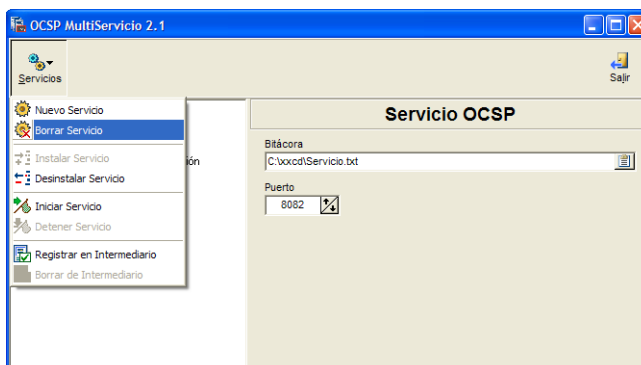 OCSP MultiServicio 2.1
Servicios
Salir
Nuevo Servicio
Borrar Servicio
Instalar Servicio
Desinstalar Servicio
Iniciar Servicio
Detener Servicio
Registrar en Intermediario
Borrar de Intermediario
ión
Servicio OCSP
Bitácora
C:\xxcd\Servicio.txt
Puerto
8082